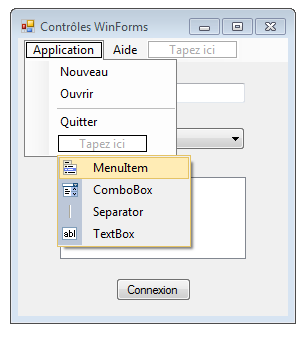 Contrôles WinForms
Application Aide Tapez ici
Nouveau
Ouvrir
Quitter
Tapez ici
MenuItem
ComboBox
Separator
abl TextBox
Connexion